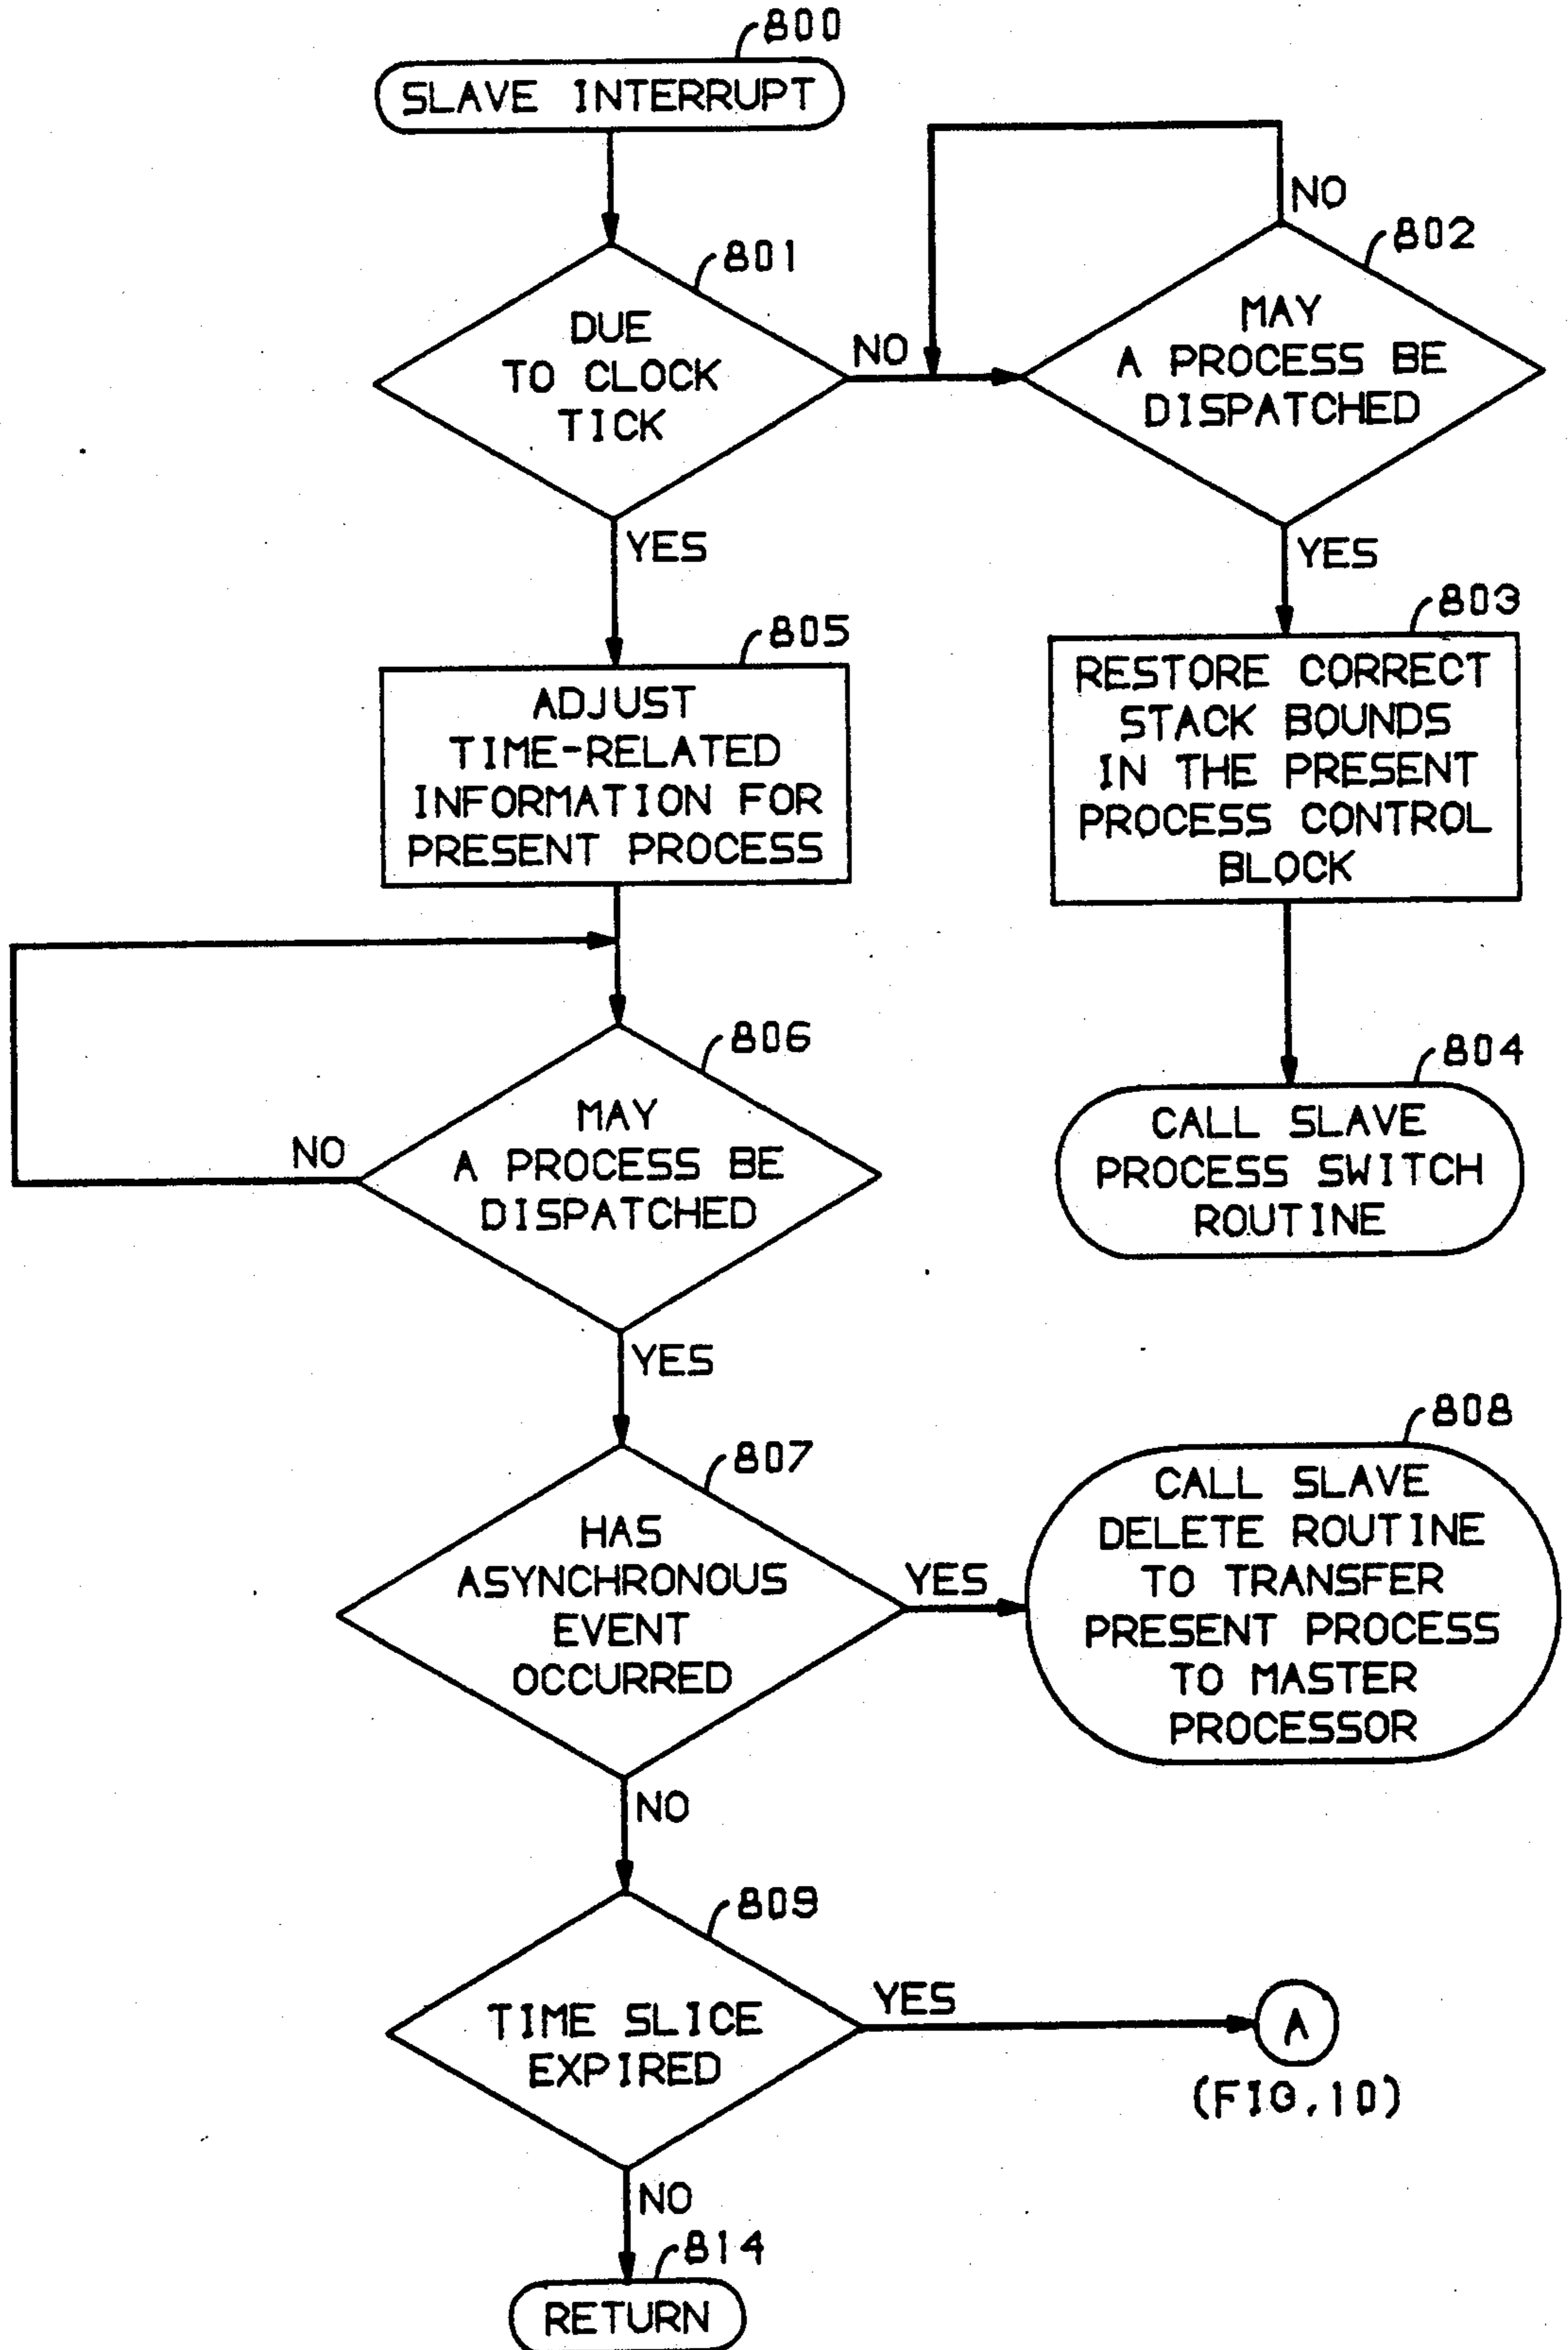 800
SLAVE INTERRUPT
801
DUE
TO CLOCK
TICK
NO
YES
802
MAY
A PROCESS BE
DISPATCHED
NO
YES
803
RESTORE CORRECT
STACK BOUNDS
IN THE PRESENT
PROCESS CONTROL
BLOCK
804
CALL SLAVE
PROCESS SWITCH
ROUTINE
805
ADJUST
TIME-RELATED
INFORMATION FOR
PRESENT PROCESS
806
MAY
A PROCESS BE
DISPATCHED
NO
YES
807
HAS
ASYNCHRONOUS
EVENT
OCCURRED
YES
NO
808
CALL SLAVE
DELETE ROUTINE
TO TRANSFER
PRESENT PROCESS
TO MASTER
PROCESSOR
809
TIME SLICE
EXPIRED
YES
A
(FIG.10)
NO
814
RETURN